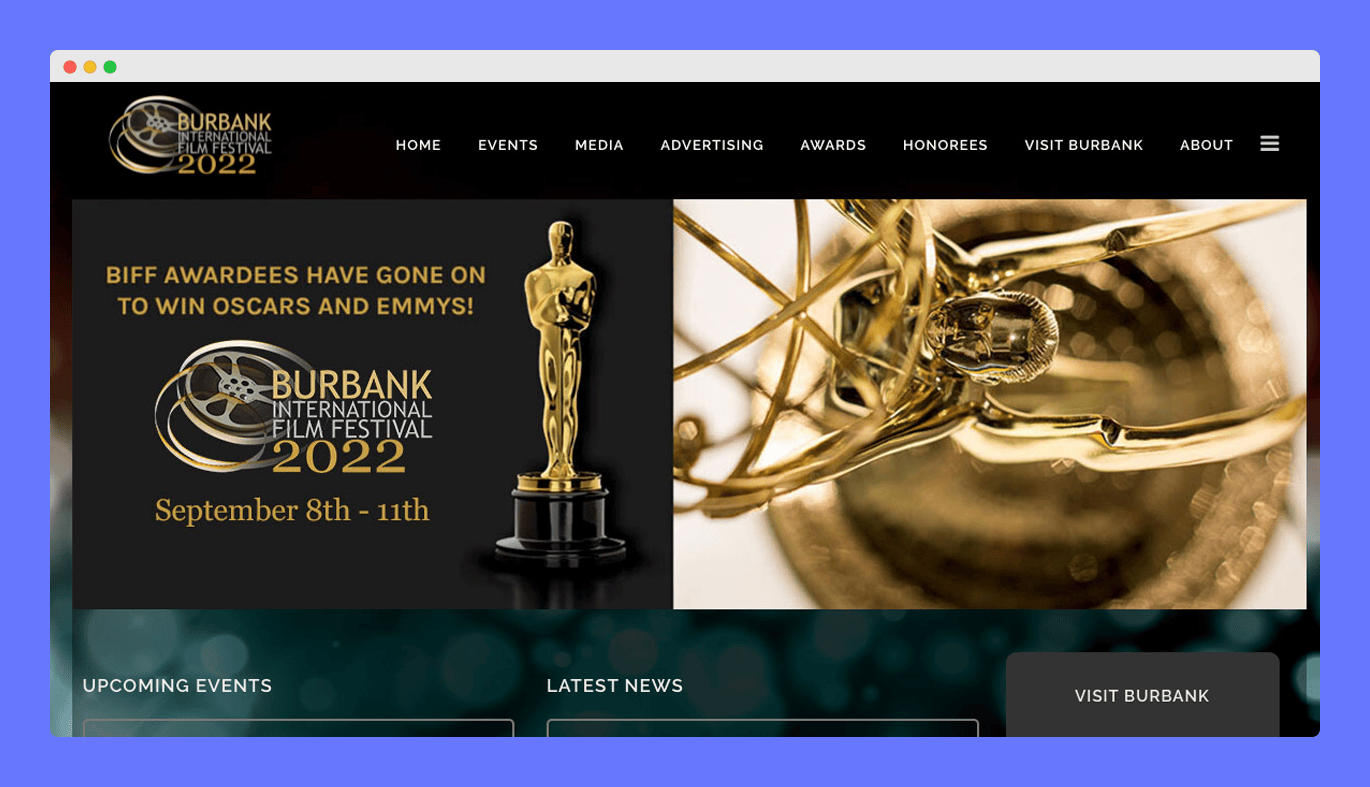 BURBANK
INTERNATIONAL
FILM FESTIVAL
2022
HOME EVENTS MEDIA ADVERTISING AWARDS HONOREES VISIT BURBANK ABOUT
BIFF AWARDEES HAVE GONE ON
TO WIN OSCARS AND EMMYS!
BURBANK
INTERNATIONAL
FILM FESTIVAL
2022
September 8th - 11th
UPCOMING EVENTS
LATEST NEWS
VISIT BURBANK